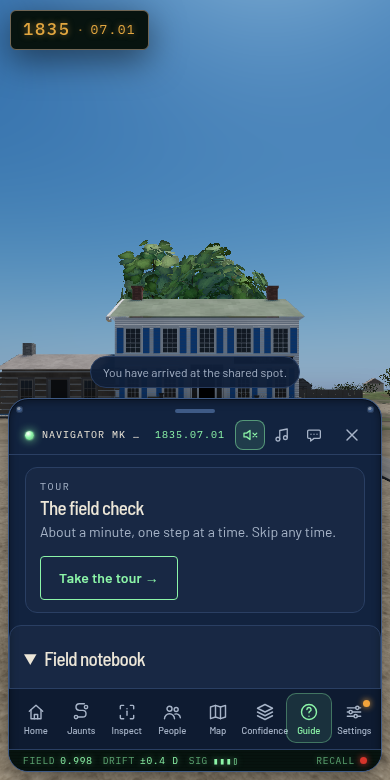 1835 · 07.01
You have arrived at the shared spot.
NAVIGATOR MK … 1835.07.01
TOUR
The field check
About a minute, one step at a time. Skip any time.
Take the tour →
▼ Field notebook
Home Jaunts Inspect People Map Confidence Guide Settings
FIELD 0.998 DRIFT ±0.4 D SIG RECALL